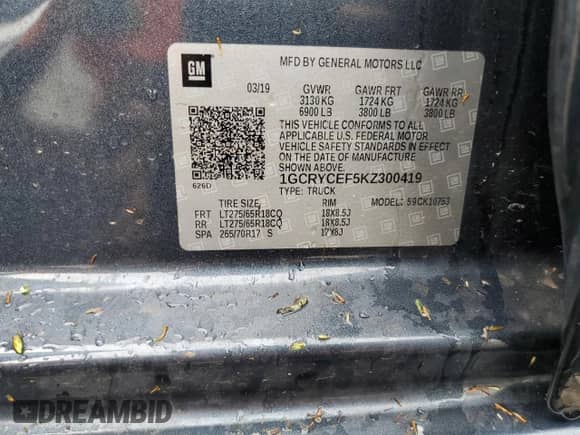 GM
MFD BY GENERAL MOTORS LLC
03/19 GVWR GAWR FRT GAWR RR
3130 KG 1724 KG 1724 KG
6900 LB 3800 LB 3800 LB
THIS VEHICLE CONFORMS TO ALL
APPLICABLE U.S. FEDERAL MOTOR
VEHICLE SAFETY STANDARDS IN EFFECT
ON THE DATE OF MANUFACTURE SHOWN
ABOVE.
626D 1GCRYCEF5KZ300419
TYPE: TRUCK MODEL: 59CK10753
TIRE SIZE RIM
FRT LT275/65R18CQ 18X8.5J
RR LT275/65R18CQ 18X8.5J
SPA 265/70R17 S 17X8J
DREAMBID